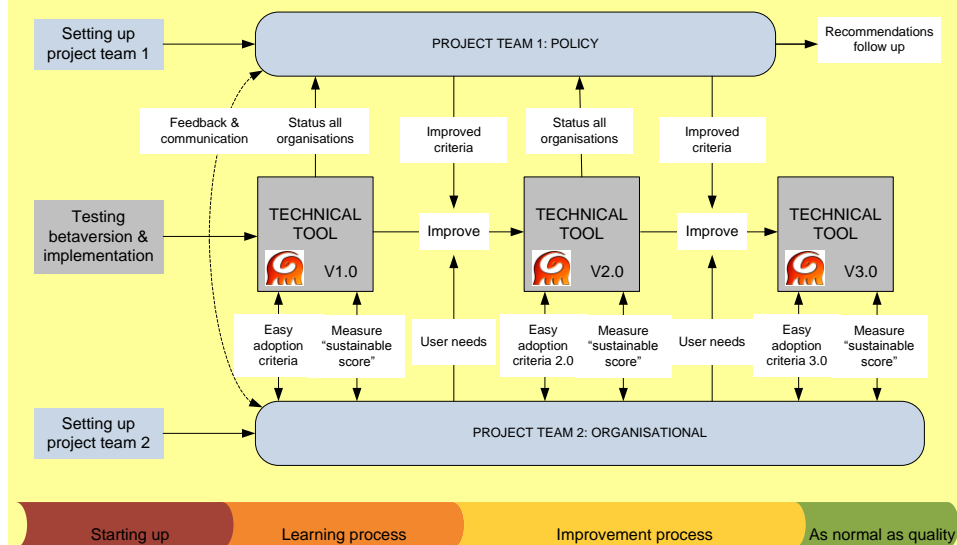 Setting up
project team 1
PROJECT TEAM 1: POLICY
Recommendations
follow up
Feedback &
communication
Status all
organisations
Improved
criteria
Status all
organisations
Improved
criteria
Testing
betaversion &
implementation
TECHNICAL
TOOL
V1.0
Improve
TECHNICAL
TOOL
V2.0
Improve
TECHNICAL
TOOL
V3.0
Easy
adoption
criteria
Measure
“sustainable
score”
User needs
Easy
adoption
criteria 2.0
Measure
“sustainable
score”
User needs
Easy
adoption
criteria 3.0
Measure
“sustainable
score”
Setting up
project team 2
PROJECT TEAM 2: ORGANISATIONAL
Starting up
Learning process
Improvement process
As normal as quality